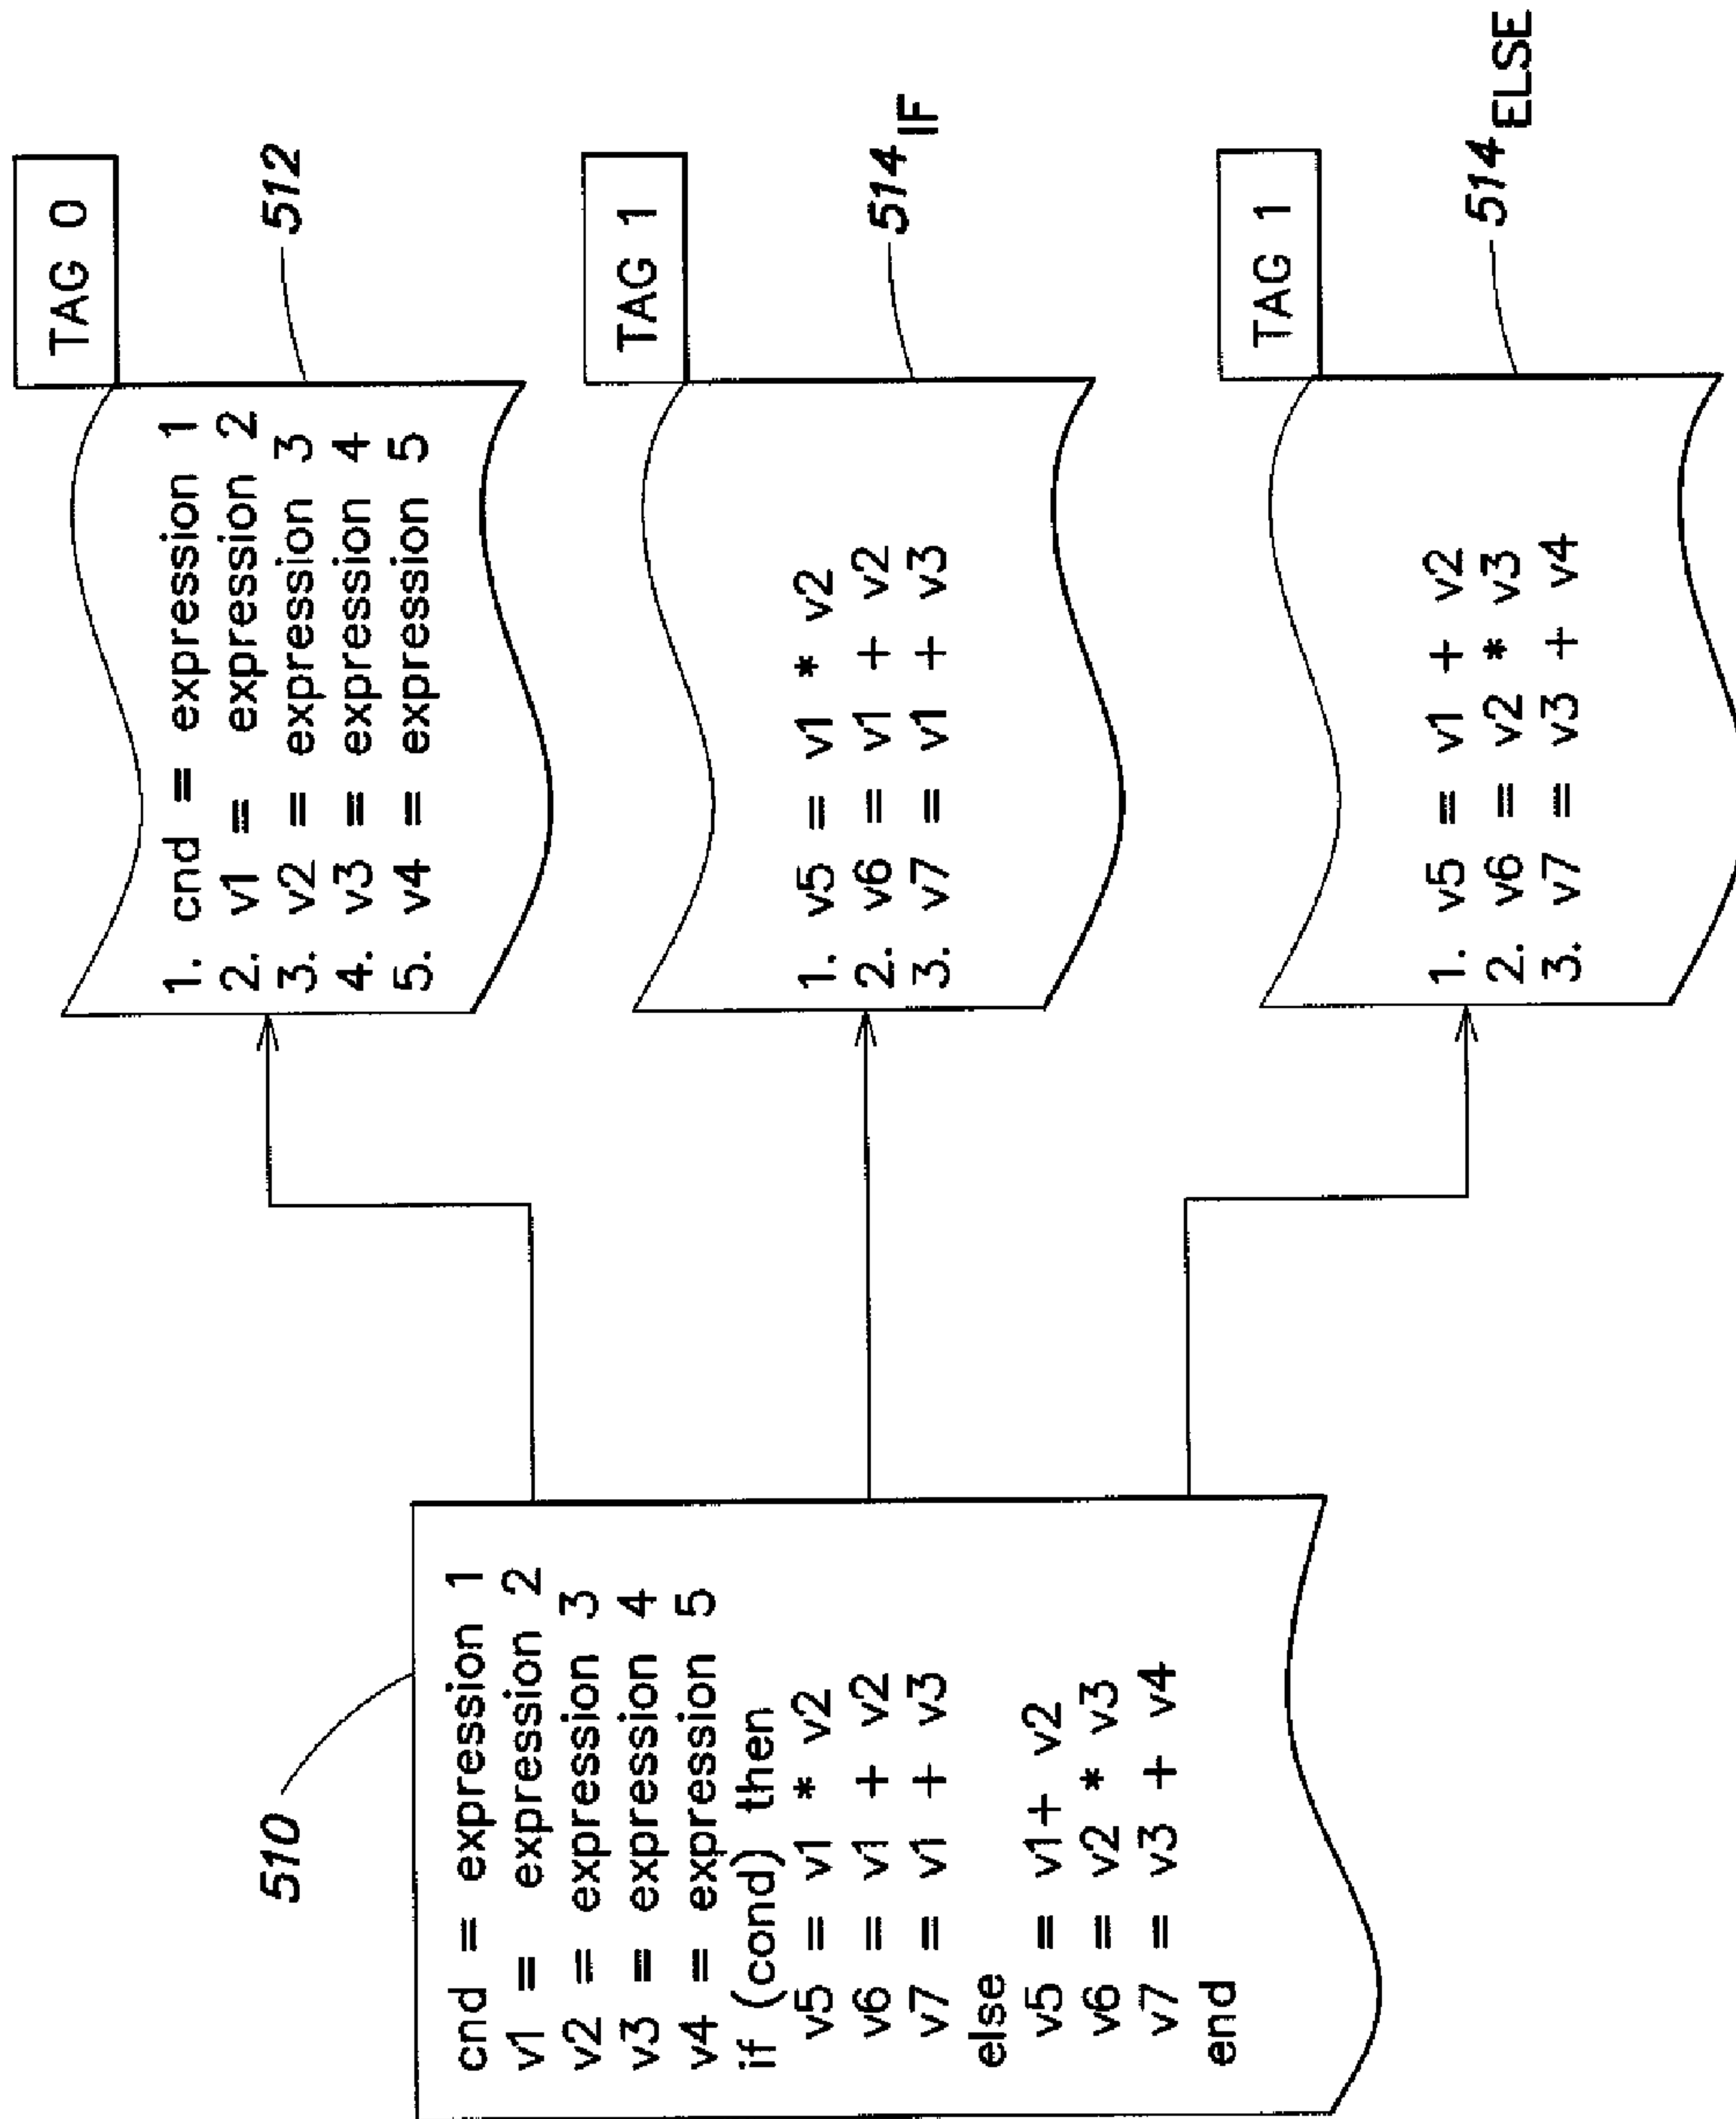 510
cnd = expression 1
v1 = expression 2
v2 = expression 3
v3 = expression 4
v4 = expression 5
if (cond) then
v5 = v1 * v2
v6 = v1 + v2
v7 = v1 + v3
else
v5 = v1+ v2
v6 = v2 * v3
v7 = v3 + v4
end
TAG 0
1. cnd = expression 1
2. v1 = expression 2
3. v2 = expression 3
4. v3 = expression 4
5. v4 = expression 5
512
TAG 1
1. v5 = v1 * v2
2. v6 = v1 + v2
3. v7 = v1 + v3
514 IF
TAG 1
1. v5 = v1 + v2
2. v6 = v2 * v3
3. v7 = v3 + v4
514 ELSE